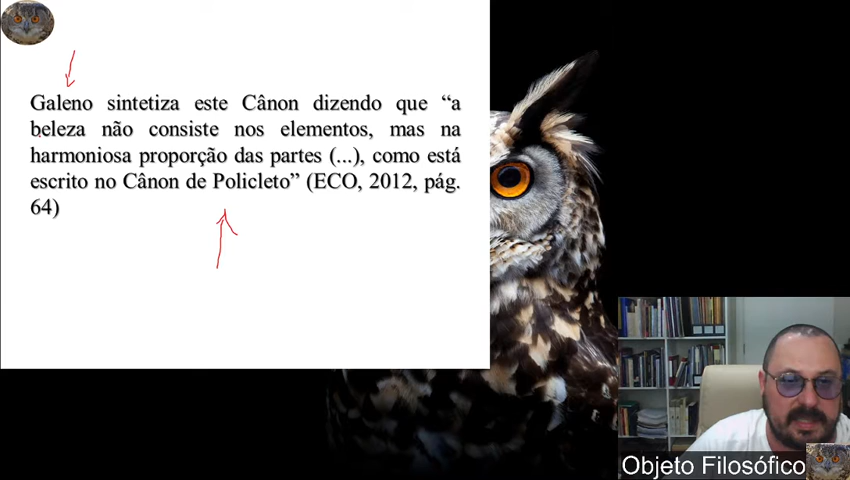 Galeno sintetiza este Cânon dizendo que “a
beleza não consiste nos elementos, mas na
harmoniosa proporção das partes (...), como está
escrito no Cânon de Policleto” (ECO, 2012, pág.
64)
Objeto Filosófico